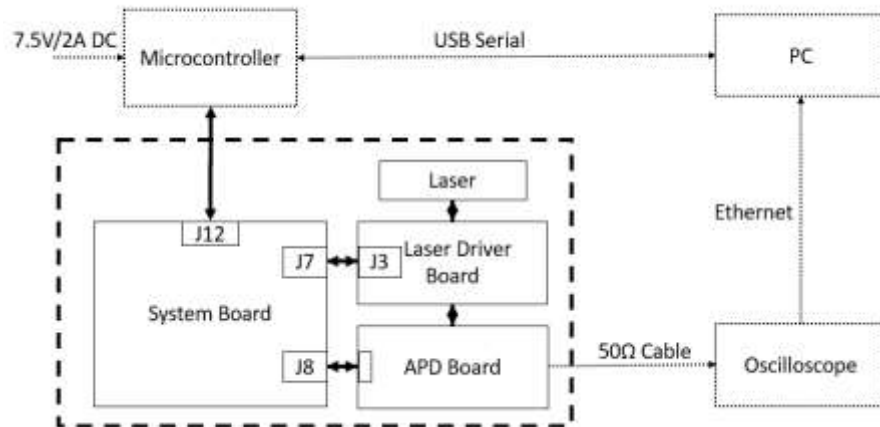 7.5V/2A DC
Microcontroller
USB Serial
PC
Laser
Ethernet
J12
J7
J3
Laser Driver
Board
System Board
J8
APD Board
50Ω Cable
Oscilloscope